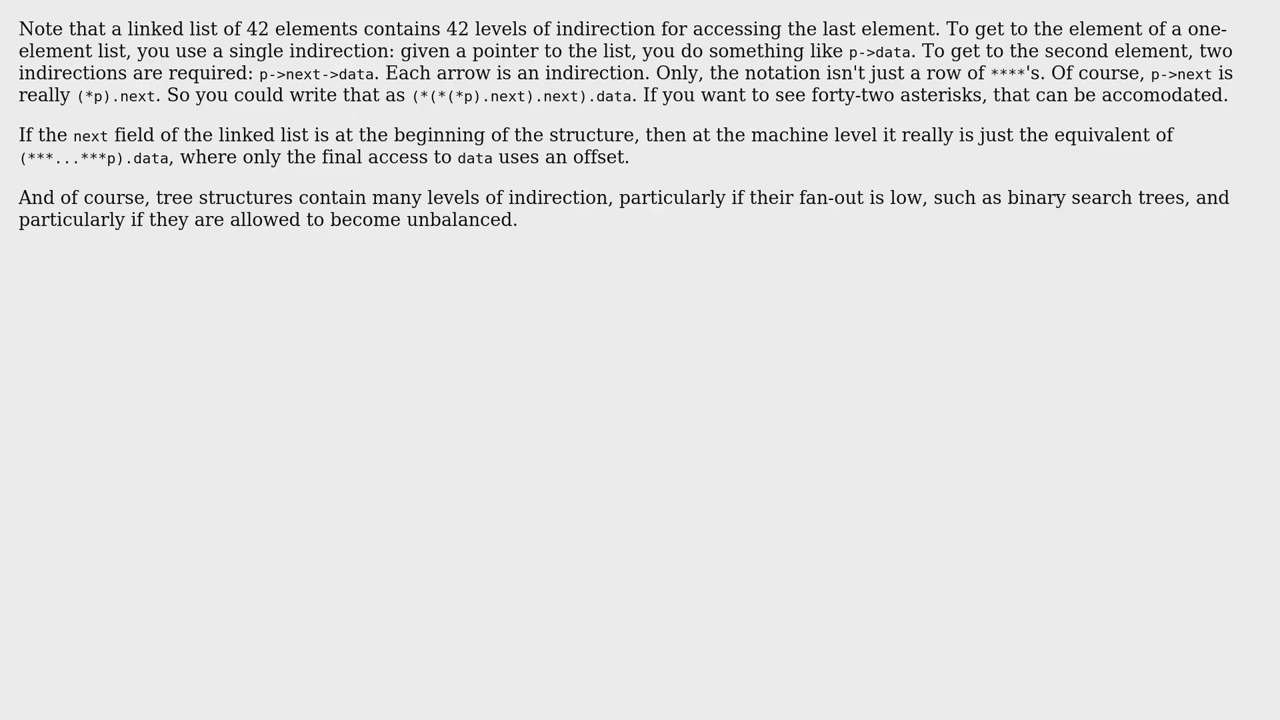 Note that a linked list of 42 elements contains 42 levels of indirection for accessing the last element. To get to the element of a one-
element list, you use a single indirection: given a pointer to the list, you do something like p->data. To get to the second element, two
indirections are required: p->next->data. Each arrow is an indirection. Only, the notation isn't just a row of ****'s. Of course, p->next is
really (*p).next. So you could write that as (*(*(*p).next).next).data. If you want to see forty-two asterisks, that can be accomodated.
If the next field of the linked list is at the beginning of the structure, then at the machine level it really is just the equivalent of
(***...***p).data, where only the final access to data uses an offset.
And of course, tree structures contain many levels of indirection, particularly if their fan-out is low, such as binary search trees, and
particularly if they are allowed to become unbalanced.